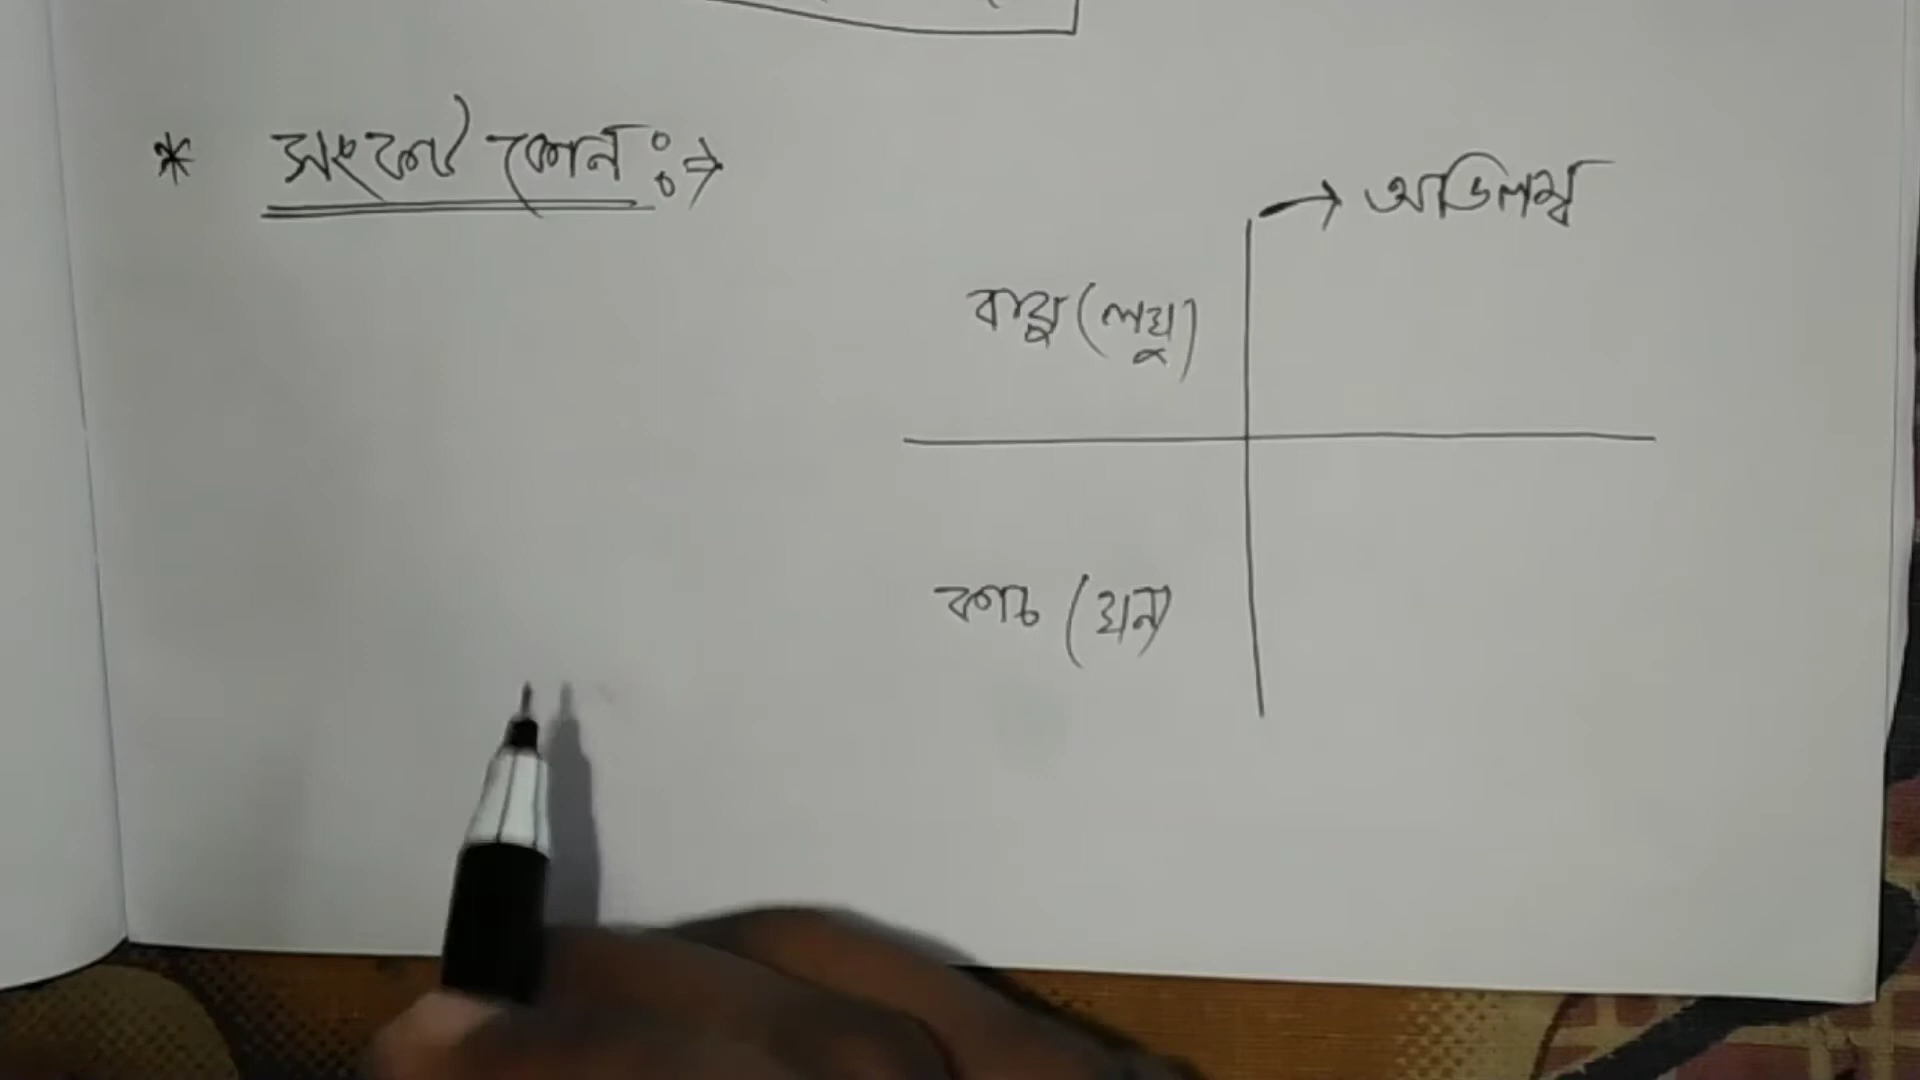 * সংকট কোন :⇒
→ অভিলম্ব
বায়ু (লঘু)
কাচ (ঘন)